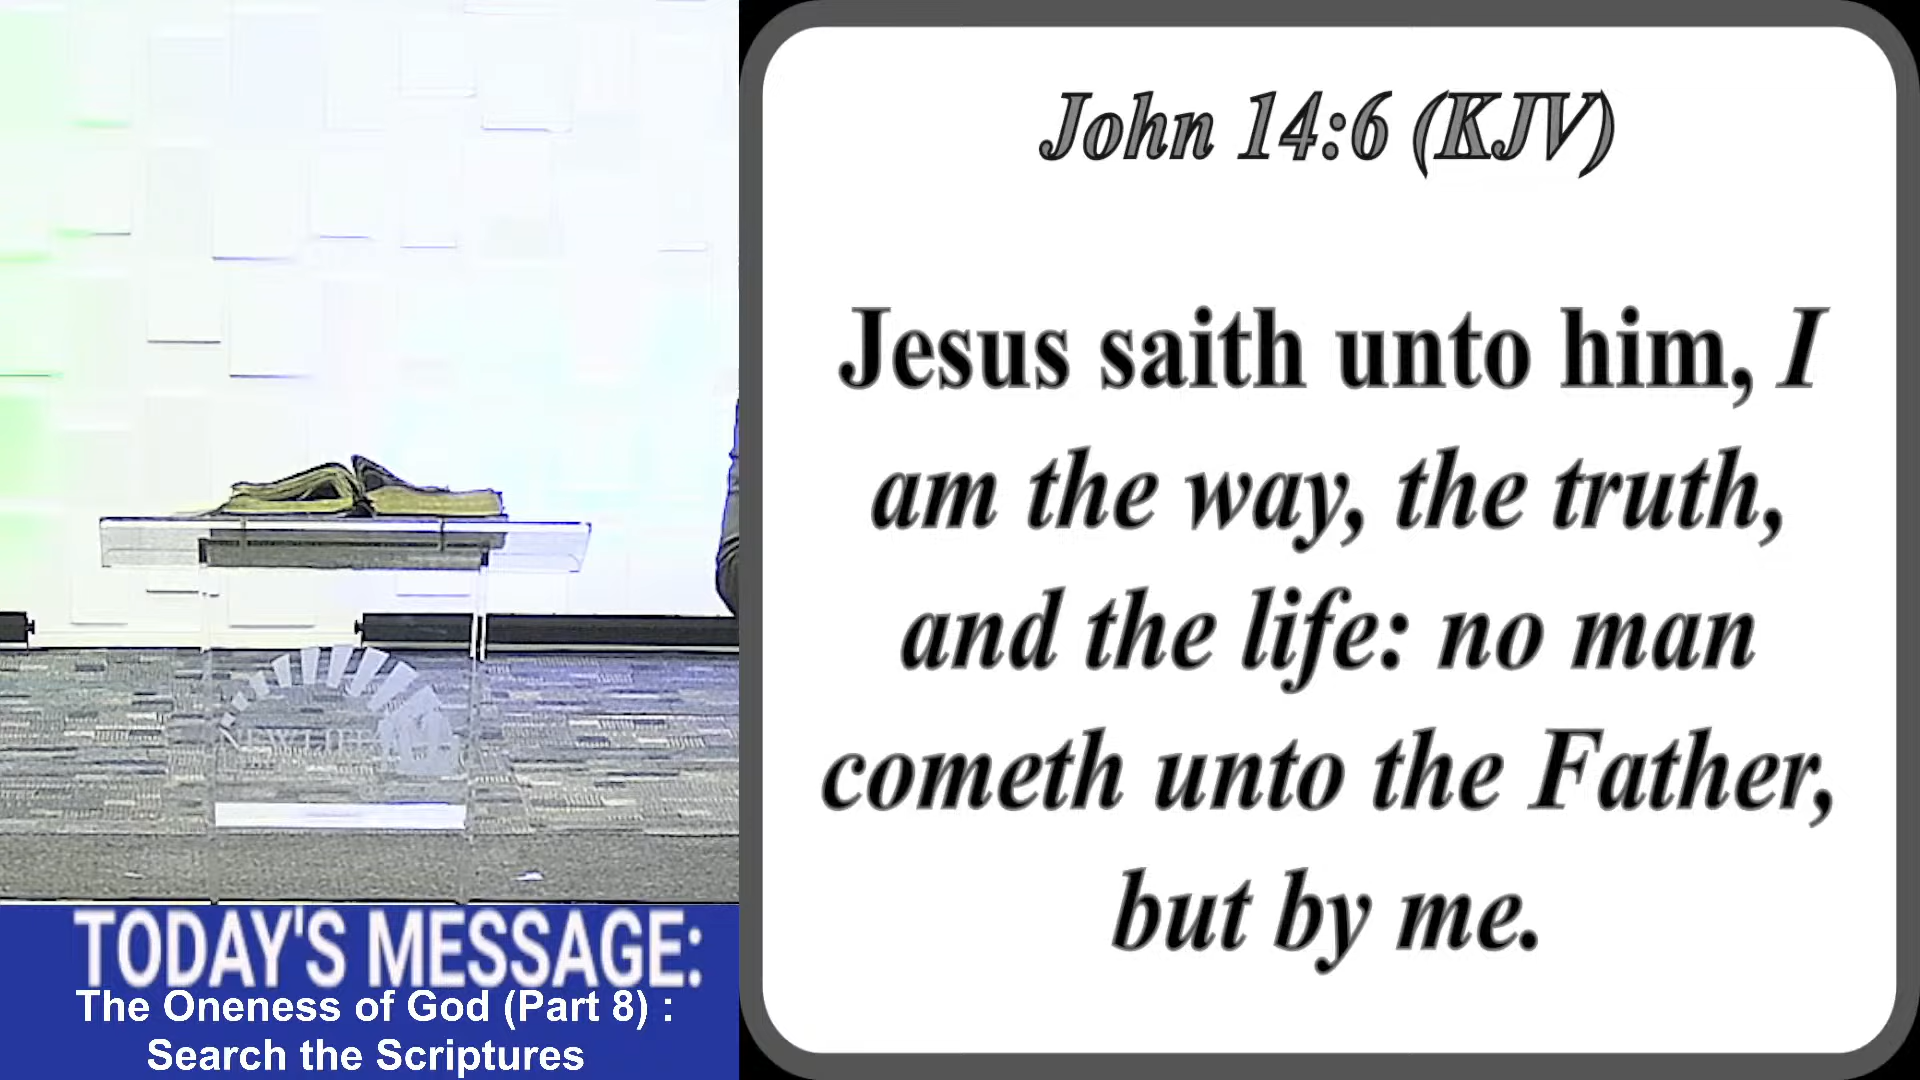 John 14:6 (KJV)
Jesus saith unto him, I
am the way, the truth,
and the life: no man
cometh unto the Father,
but by me.
TODAY'S MESSAGE:
The Oneness of God (Part 8) :
Search the Scriptures